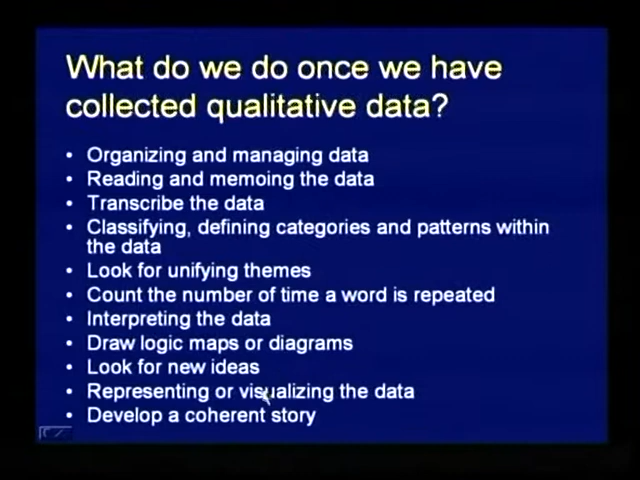 What do we do once we have
collected qualitative data?
• Organizing and managing data
• Reading and memoing the data
• Transcribe the data
• Classifying, defining categories and patterns within
the data
• Look for unifying themes
• Count the number of time a word is repeated
• Interpreting the data
• Draw logic maps or diagrams
• Look for new ideas
• Representing or visualizing the data
• Develop a coherent story